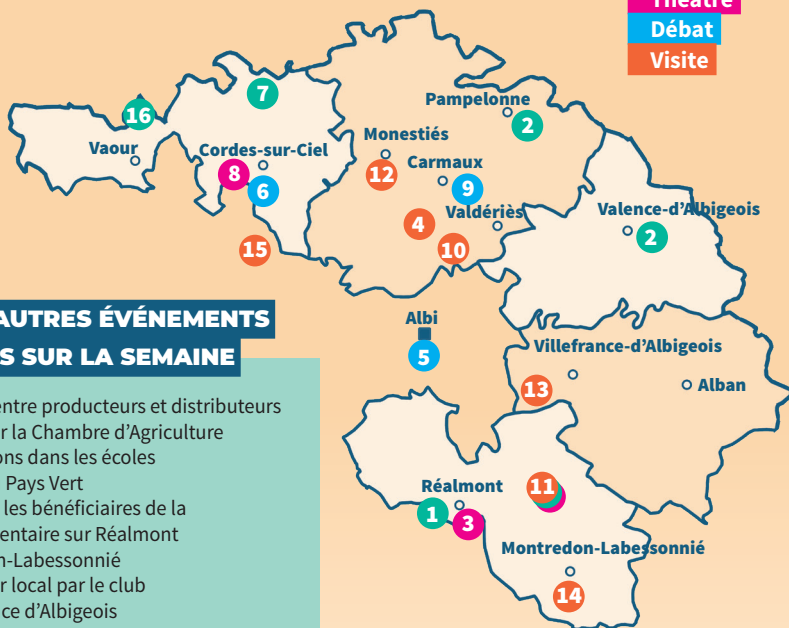 Théâtre
Débat
Visite
7
16
Pampelonne
2
Vaour
Cordes-sur-Ciel
Monestiés
8
6
12
Carmaux
9
Valdériès
4
10
15
Valence-d'Albigeois
2
AUTRES ÉVÉNEMENTS
S SUR LA SEMAINE
Albi
5
Villefrance-d'Albigeois
13
Alban
entre producteurs et distributeurs
r la Chambre d'Agriculture
ons dans les écoles
Pays Vert
les bénéficiaires de la
entaire sur Réalmont
n-Labessonnié
r local par le club
ce d'Albigeois
Réalmont
11
1
3
Montredon-Labessonnié
14